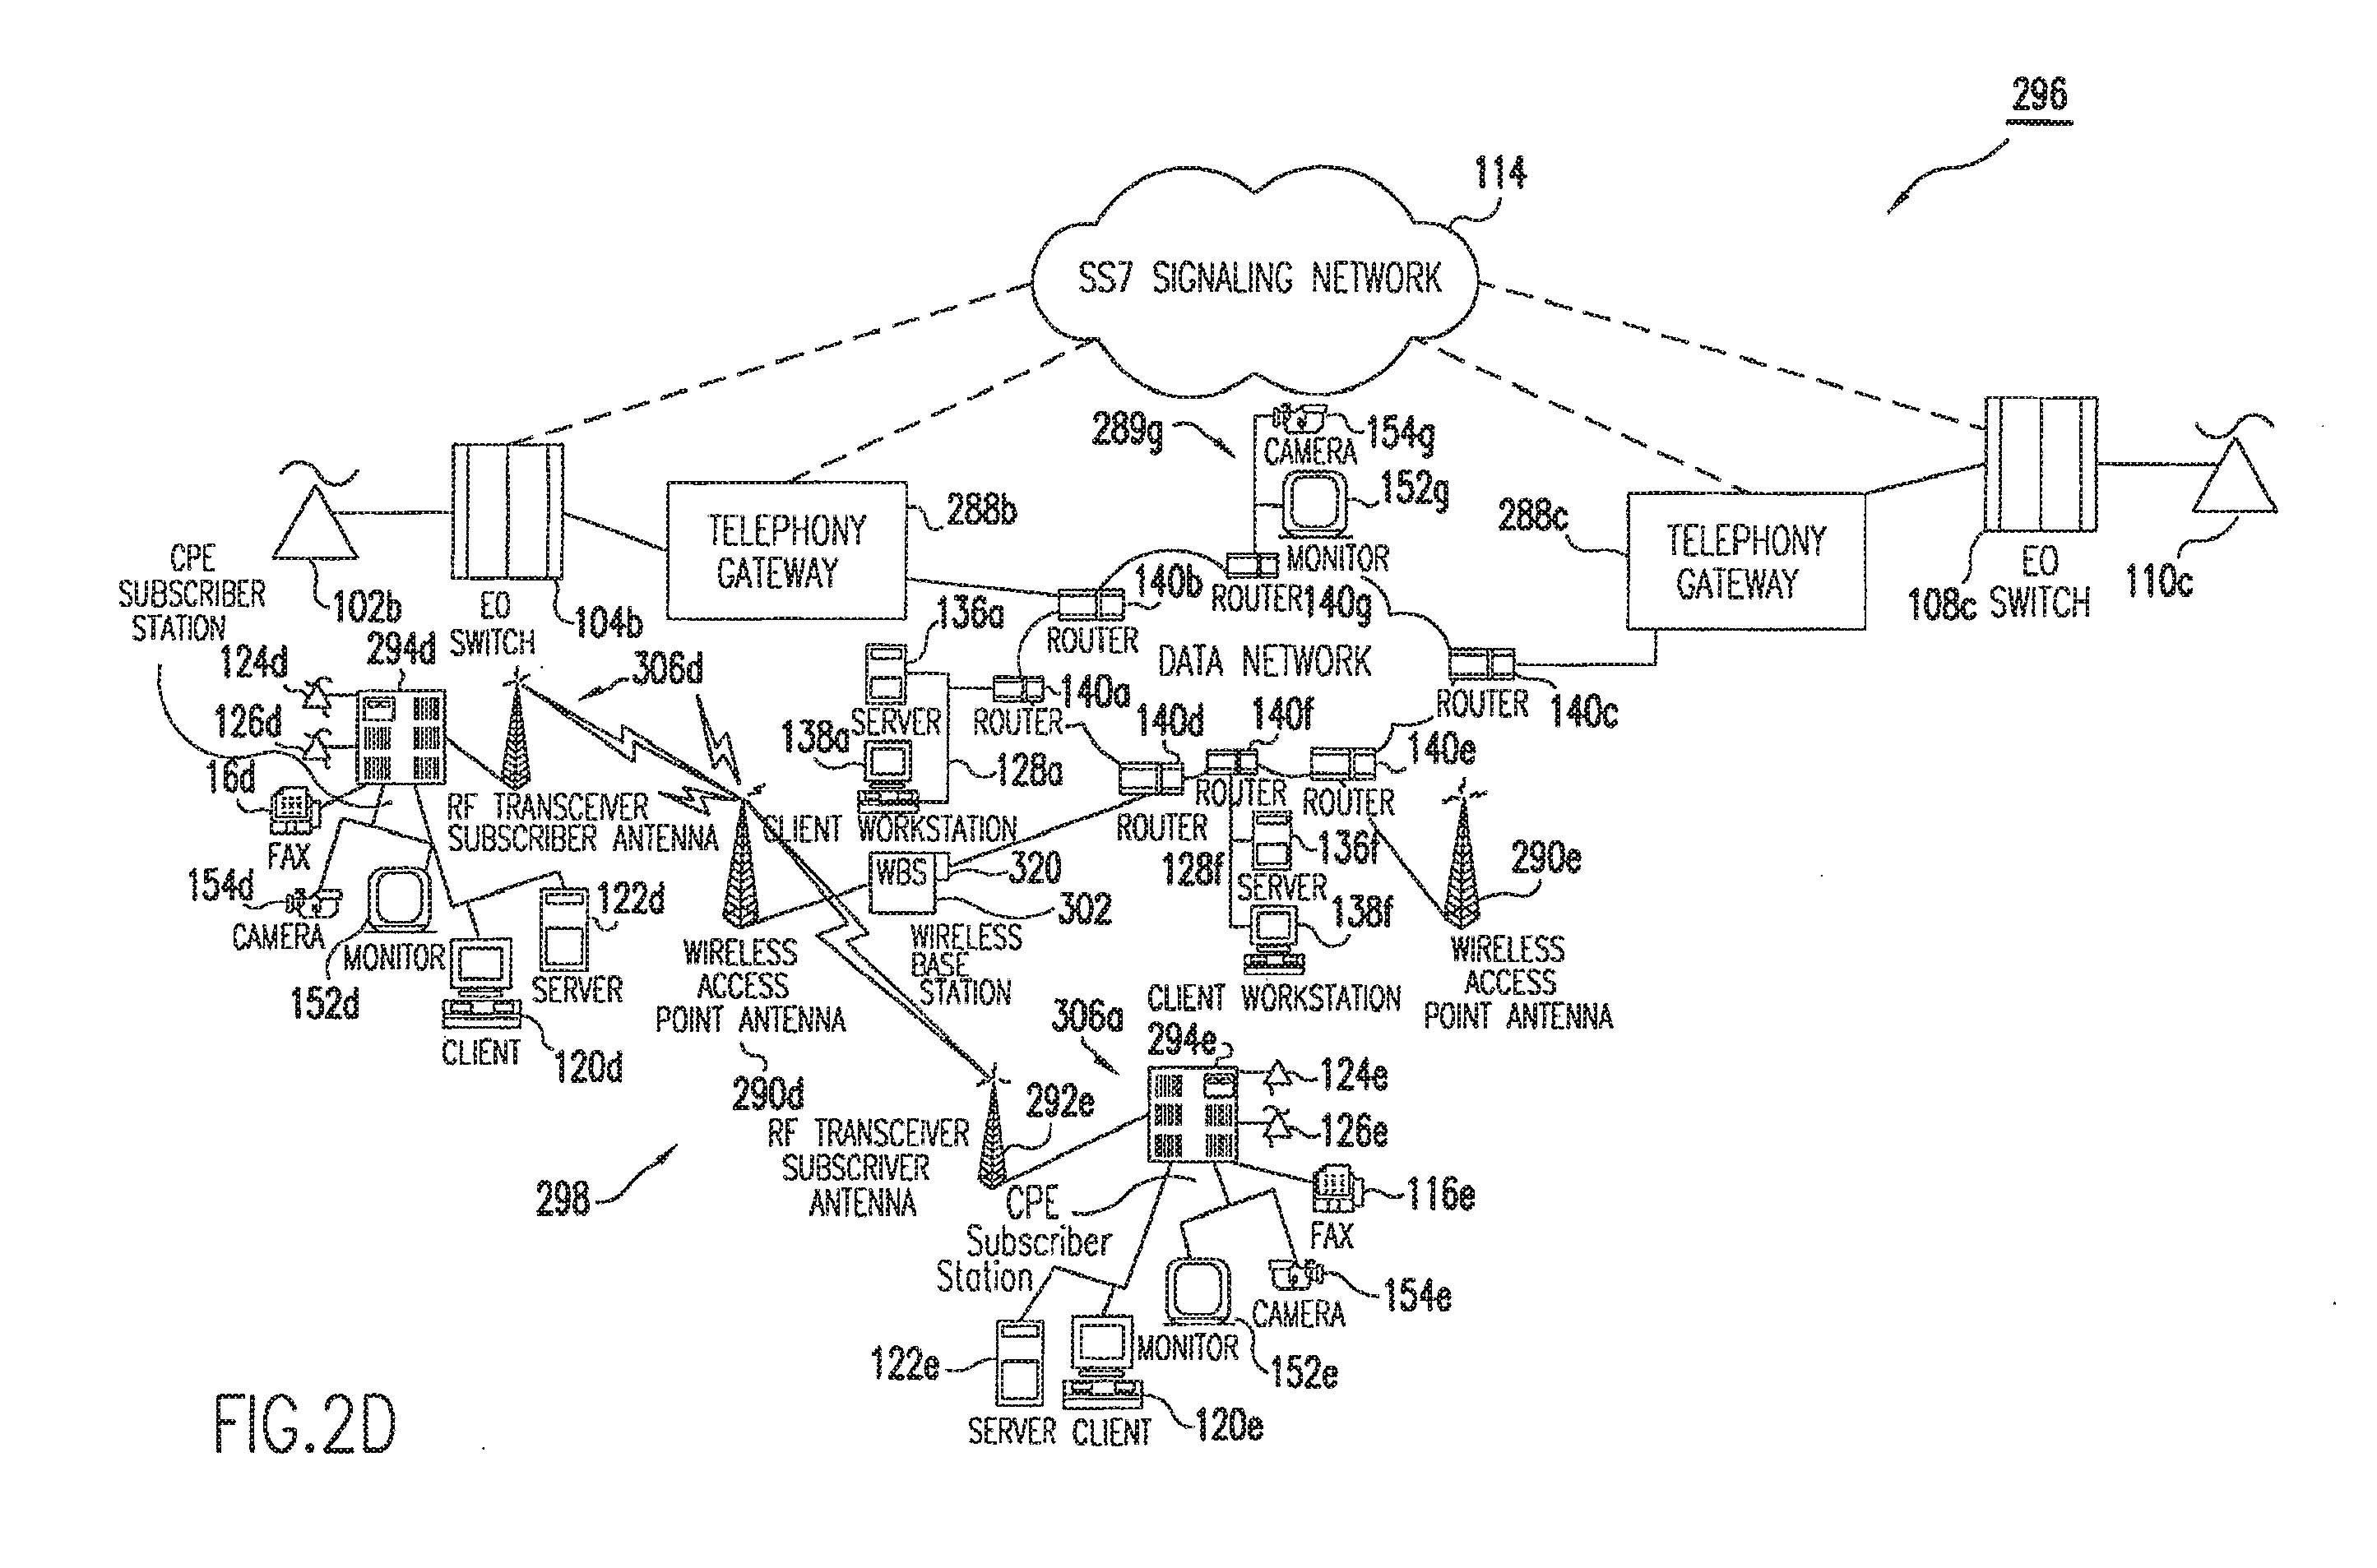 296
114
SS7 SIGNALING NETWORK
289g
154g
CAMERA
152g
MONITOR
288b
TELEPHONY
GATEWAY
288c
TELEPHONY
GATEWAY
108c
EO
SWITCH
110c
CPE
SUBSCRIBER
STATION
102b
EO
SWITCH
104b
294d
124d
126d
16d
FAX
154d
CAMERA
MONITOR
152d
122d
SERVER
CLIENT
120d
306d
RF TRANSCEIVER
SUBSCRIBER ANTENNA
136a
SERVER
138a
CLIENT WORKSTATION
128a
140a
ROUTER
140b
ROUTER
ROUTER
140g
DATA NETWORK
ROUTER
140c
140d
ROUTER
140f
ROUTER
140e
ROUTER
WBS
320
302
WIRELESS
BASE
STATION
128f
136f
SERVER
138f
CLIENT WORKSTATION
290e
WIRELESS
ACCESS
POINT ANTENNA
WIRELESS
ACCESS
POINT ANTENNA
290d
306a
294e
124e
126e
116e
FAX
292e
RF TRANSCEIVER
SUBSCRIVER
ANTENNA
298
CPE
Subscriber
Station
154e
CAMERA
MONITOR
152e
122e
SERVER
CLIENT
120e
FIG.2D